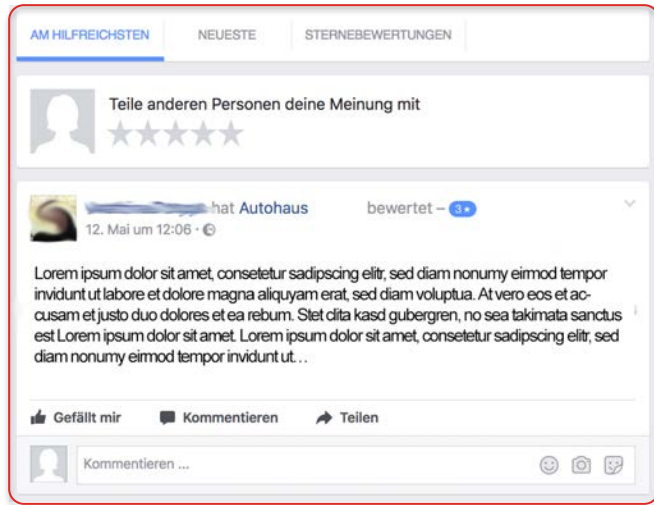 AM HILFREICHSTEN NEUESTE STERNEBEWERTUNGEN
Teile anderen Personen deine Meinung mit
hat Autohaus bewertet – 3★
12. Mai um 12:06 ·
Lorem ipsum dolor sit amet, consetetur sadipscing elitr, sed diam nonumy eirmod tempor
invidunt ut labore et dolore magna aliquyam erat, sed diam voluptua. At vero eos et ac-
cusam et justo duo dolores et ea rebum. Stet clita kasd gubergren, no sea takimata sanctus
est Lorem ipsum dolor sit amet. Lorem ipsum dolor sit amet, consetetur sadipscing elitr, sed
diam nonumy eirmod tempor invidunt ut…
Gefällt mir Kommentieren Teilen
Kommentieren ...